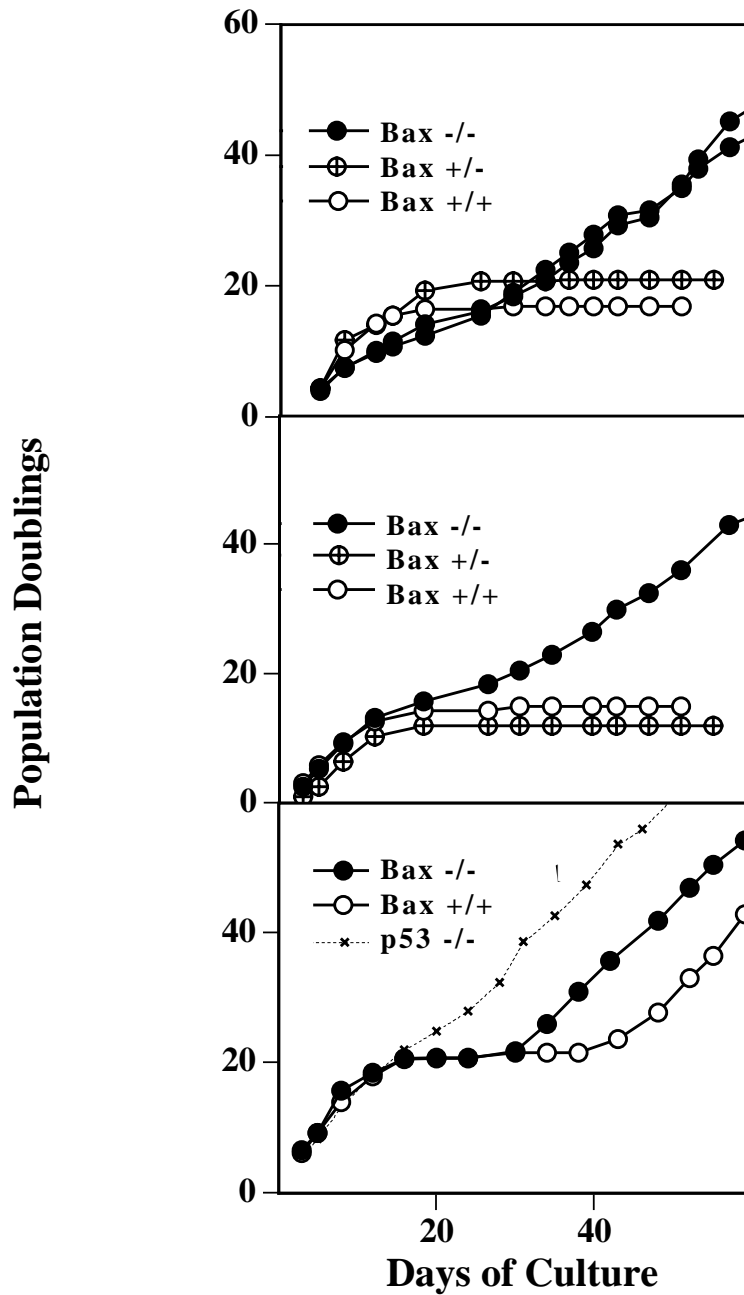 60
Bax -/-
40
Bax +/-
Bax +/+
20
0
Bax -/-
40
Bax +/-
Bax +/+
20
0
Bax -/-
Bax +/+
40
p53 -/-
20
0
20 40
Days of Culture
Population Doublings